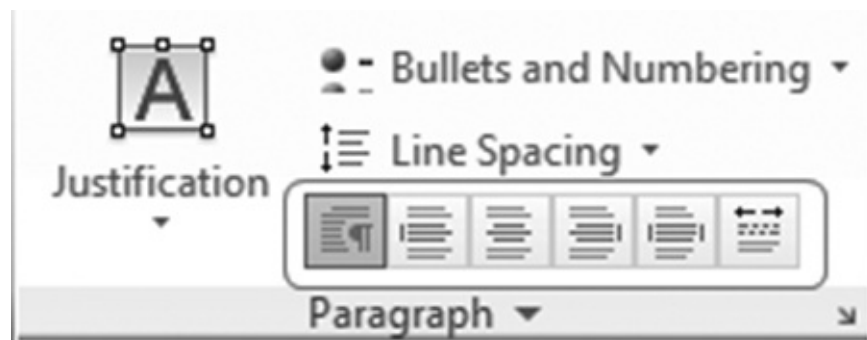 A
Bullets and Numbering
Line Spacing
Justification
Paragraph